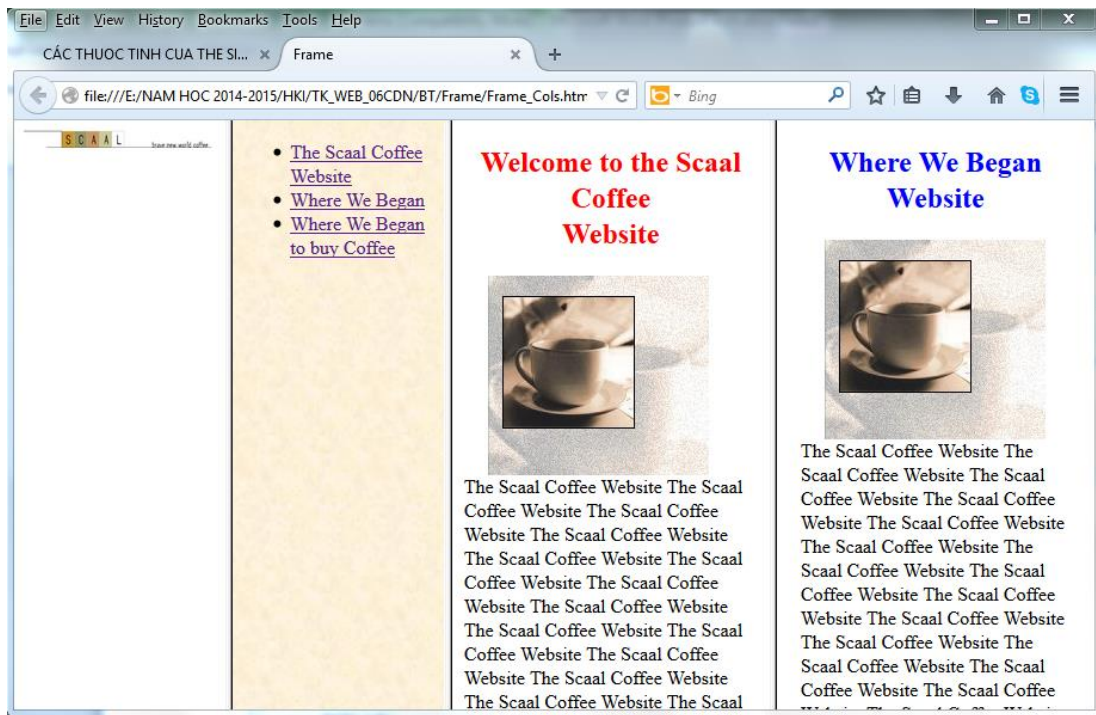 File Edit View History Bookmarks Tools Help
CÁC THUOC TINH CUA THE SI... × Frame × +
file:///E:/NAM HOC 2014-2015/HKI/TK_WEB_06CDN/BT/Frame/Frame_Cols.htm Bing
S C A A L brave new world coffee.
• The Scaal Coffee
Website
• Where We Began
• Where We Began
to buy Coffee
Welcome to the Scaal
Coffee
Website
The Scaal Coffee Website The Scaal
Coffee Website The Scaal Coffee
Website The Scaal Coffee Website
The Scaal Coffee Website The Scaal
Coffee Website The Scaal Coffee
Website The Scaal Coffee Website
The Scaal Coffee Website The Scaal
Coffee Website The Scaal Coffee
Website The Scaal Coffee Website
The Scaal Coffee Website The Scaal
Where We Began
Website
The Scaal Coffee Website The
Scaal Coffee Website The Scaal
Coffee Website The Scaal Coffee
Website The Scaal Coffee Website
The Scaal Coffee Website The
Scaal Coffee Website The Scaal
Coffee Website The Scaal Coffee
Website The Scaal Coffee Website
The Scaal Coffee Website The
Scaal Coffee Website The Scaal
Coffee Website The Scaal Coffee